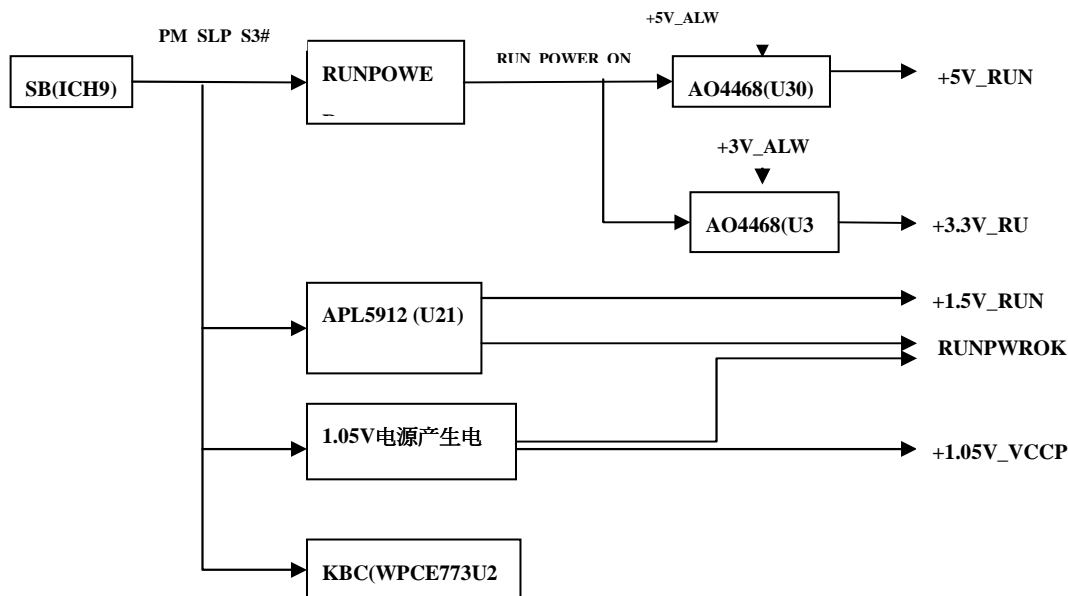 PM SLP S3#
+5V_ALW
SB(ICH9)
RUNPOWE
RUN POWER ON
AO4468(U30)
+5V_RUN
+3V_ALW
AO4468(U3
+3.3V_RU
APL5912 (U21)
+1.5V_RUN
RUNPWROK
1.05V电源产生电
+1.05V_VCCP
KBC(WPCE773U2